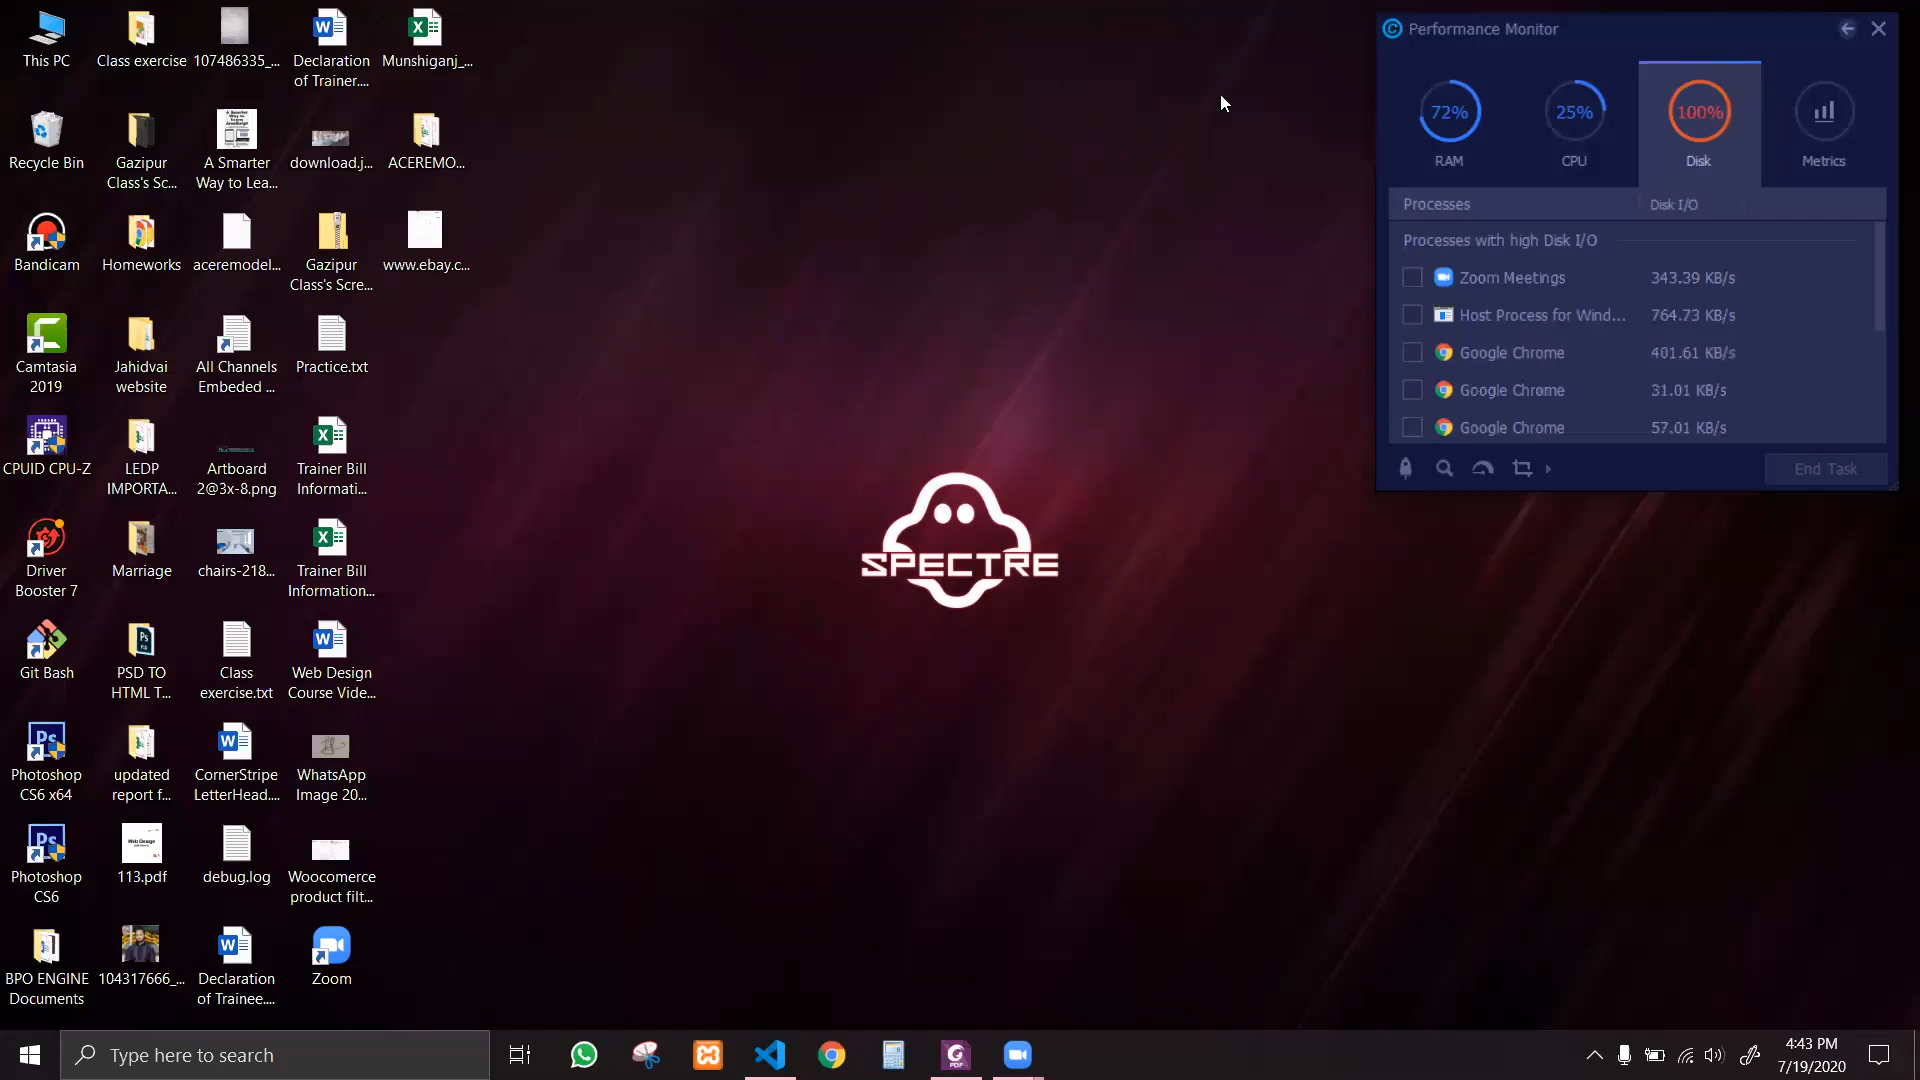 This PC
Class exercise
107486335_...
Declaration
of Trainer....
Munshiganj_...
Recycle Bin
Gazipur
Class's Sc...
A Smarter
Way to Lea...
download.j...
ACEREMO...
Bandicam
Homeworks
aceremodel...
Gazipur
Class's Scre...
www.ebay.c...
Camtasia
2019
Jahidvai
website
All Channels
Embeded ...
Practice.txt
CPUID CPU-Z
LEDP
IMPORTA...
Artboard
2@3x-8.png
Trainer Bill
Informati...
Driver
Booster 7
Marriage
chairs-218...
Trainer Bill
Information...
Git Bash
PSD TO
HTML T...
Class
exercise.txt
Web Design
Course Vide...
Photoshop
CS6 x64
updated
report f...
CornerStripe
LetterHead....
WhatsApp
Image 20...
Photoshop
CS6
113.pdf
debug.log
Woocomerce
product filt...
BPO ENGINE
Documents
104317666_...
Declaration
of Trainee....
Zoom
SPECTRE
Performance Monitor
72%
25%
100%
RAM
CPU
Disk
Metrics
Processes
Disk I/O
Processes with high Disk I/O
Zoom Meetings 343.39 KB/s
Host Process for Wind... 764.73 KB/s
Google Chrome 401.61 KB/s
Google Chrome 31.01 KB/s
Google Chrome 57.01 KB/s
End Task
Type here to search
4:43 PM
7/19/2020